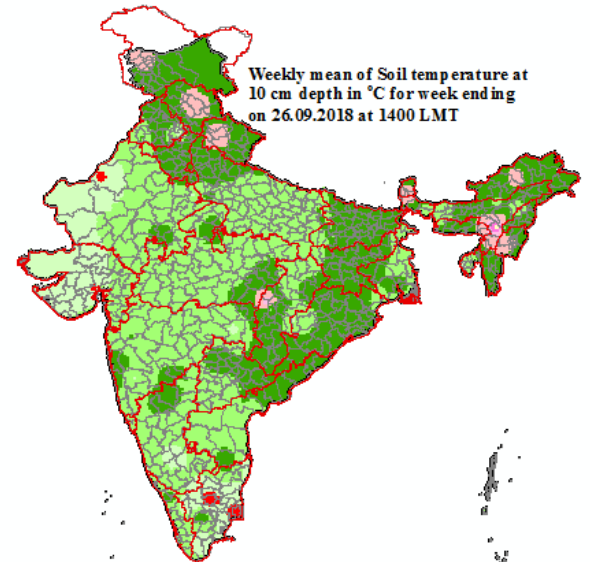 Weekly mean of Soil temperature at
10 cm depth in °C for week ending
on 26.09.2018 at 1400 LMT